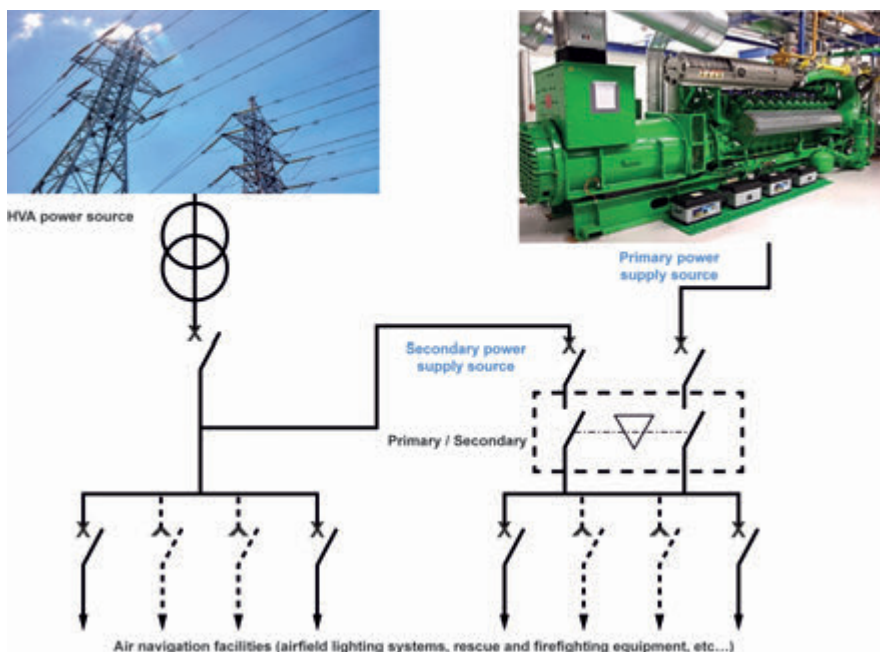 HVA power source
Primary power
supply source
Secondary power
supply source
Primary / Secondary
Air navigation facilities (airfield lighting systems, rescue and firefighting equipment, etc…)